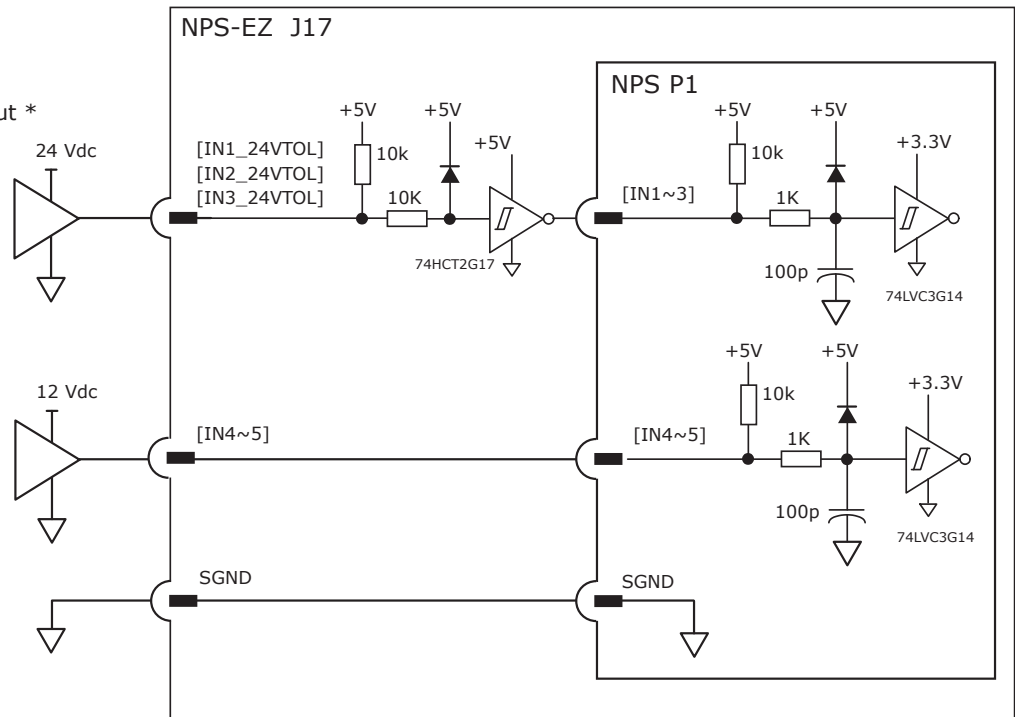 NPS-EZ J17
NPS P1
ut *
24 Vdc
[IN1_24VTOL]
[IN2_24VTOL]
[IN3_24VTOL]
+5V
+5V
10k
+5V
10K
74HCT2G17
[IN1~3]
+5V
+5V
10k
+3.3V
1K
100p
74LVC3G14
12 Vdc
[IN4~5]
[IN4~5]
+5V
+5V
10k
+3.3V
1K
100p
74LVC3G14
SGND
SGND